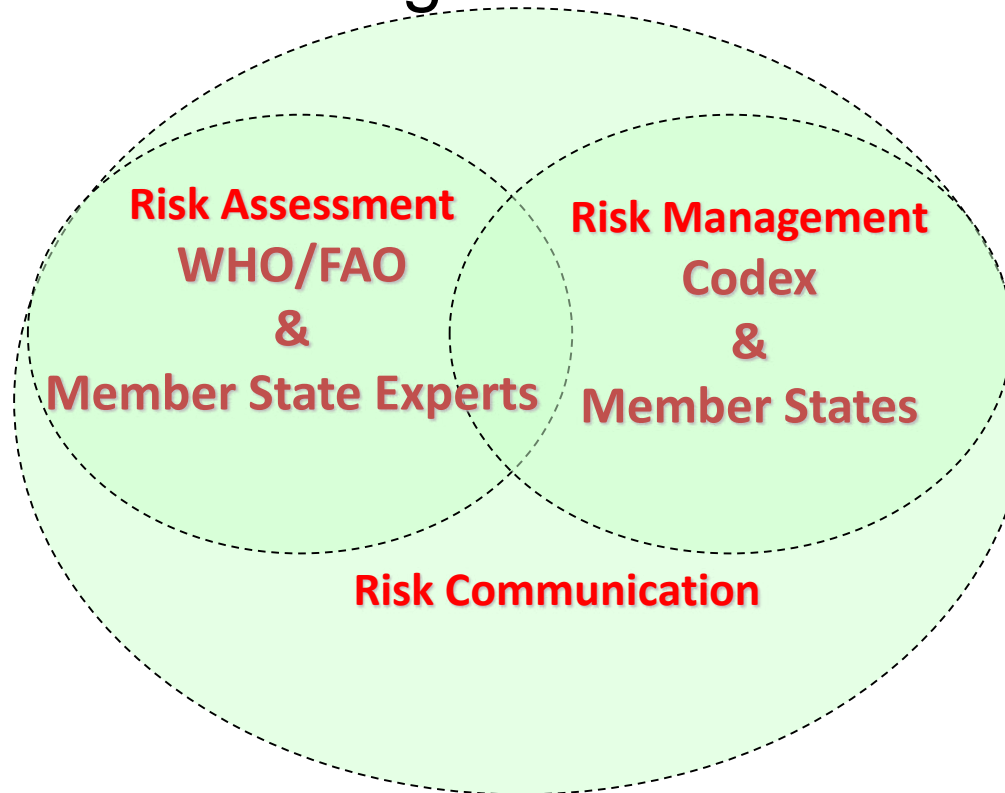 Risk Assessment
WHO/FAO
&
Member State Experts
Risk Management
Codex
&
Member States
Risk Communication